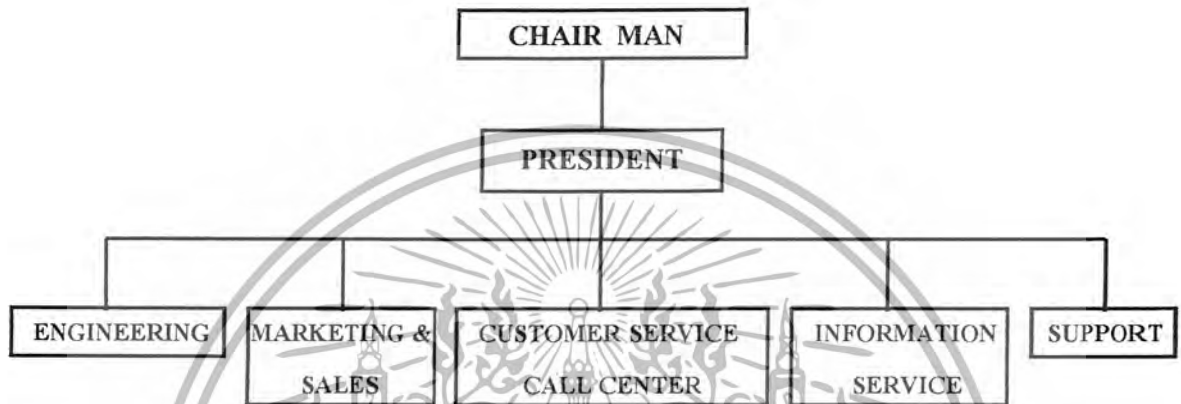 CHAIR MAN
PRESIDENT
ENGINEERING
MARKETING &
SALES
CUSTOMER SERVICE
CALL CENTER
INFORMATION
SERVICE
SUPPORT